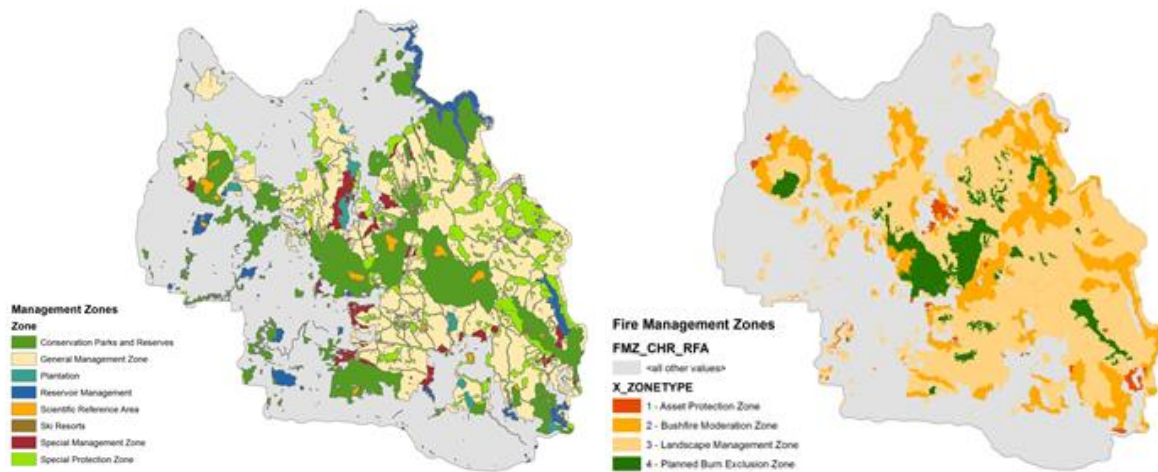 Management Zones
Zone
Conservation Parks and Reserves
General Management Zone
Plantation
Reservoir Management
Scientific Reference Area
Ski Resorts
Special Management Zone
Special Protection Zone
Fire Management Zones
FMZ_CHR_RFA
<all other values>
X_ZONETYPE
1 - Asset Protection Zone
2 - Bushfire Moderation Zone
3 - Landscape Management Zone
4 - Planned Burn Exclusion Zone